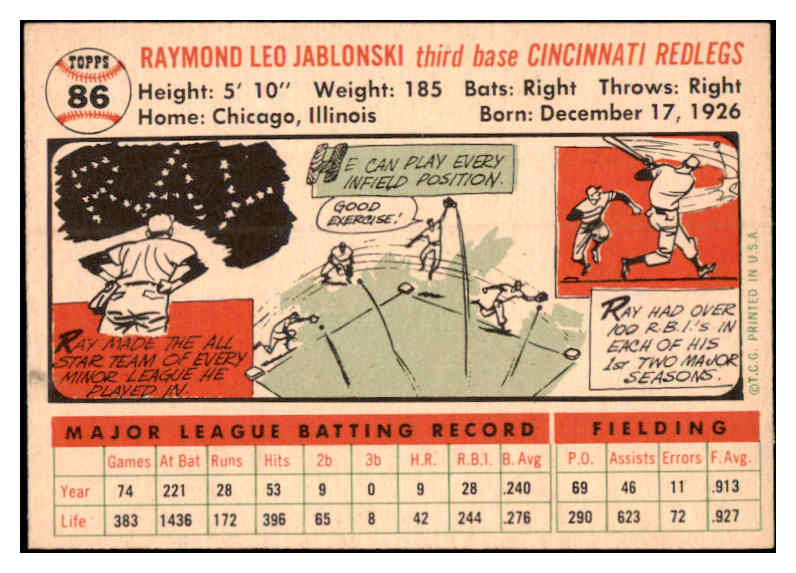 TOPPS
86
RAYMOND LEO JABLONSKI third base CINCINNATI REDLEGS
Height: 5' 10" Weight: 185 Bats: Right Throws: Right
Home: Chicago, Illinois Born: December 17, 1926
RAY MADE THE ALL
STAR TEAM OF EVERY
MINOR LEAGUE HE
PLAYED IN.
HE CAN PLAY EVERY
INFIELD POSITION.
GOOD
EXERCISE!
RAY HAD OVER
100 R.B.I.'S IN
EACH OF HIS
1ST TWO MAJOR
SEASONS.
©T.C.G. PRINTED IN U.S.A.
MAJOR LEAGUE BATTING RECORD FIELDING
Games At Bat Runs Hits 2b 3b H.R. R.B.I. B. Avg P.O. Assists Errors F. Avg.
Year 74 221 28 53 9 0 9 28 .240 69 46 11 .913
Life 383 1436 172 396 65 8 42 244 .276 290 623 72 .927